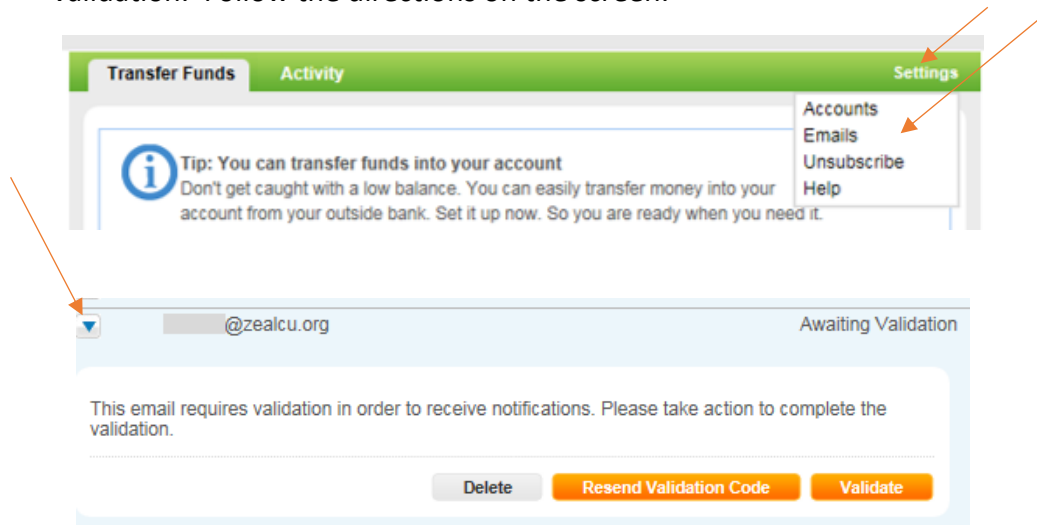 validation. Follow the directions on the screen.
Transfer Funds Activity Settings
Accounts
Emails
Unsubscribe
Help
Tip: You can transfer funds into your account
Don't get caught with a low balance. You can easily transfer money into your
account from your outside bank. Set it up now. So you are ready when you need it.
@zealcu.org Awaiting Validation
This email requires validation in order to receive notifications. Please take action to complete the
validation.
Delete Resend Validation Code Validate